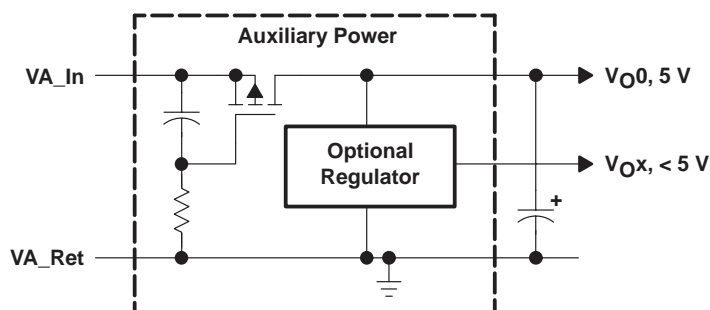 Auxiliary Power
VA_In
VO0, 5 V
Optional
Regulator
VOx, < 5 V
+
VA_Ret